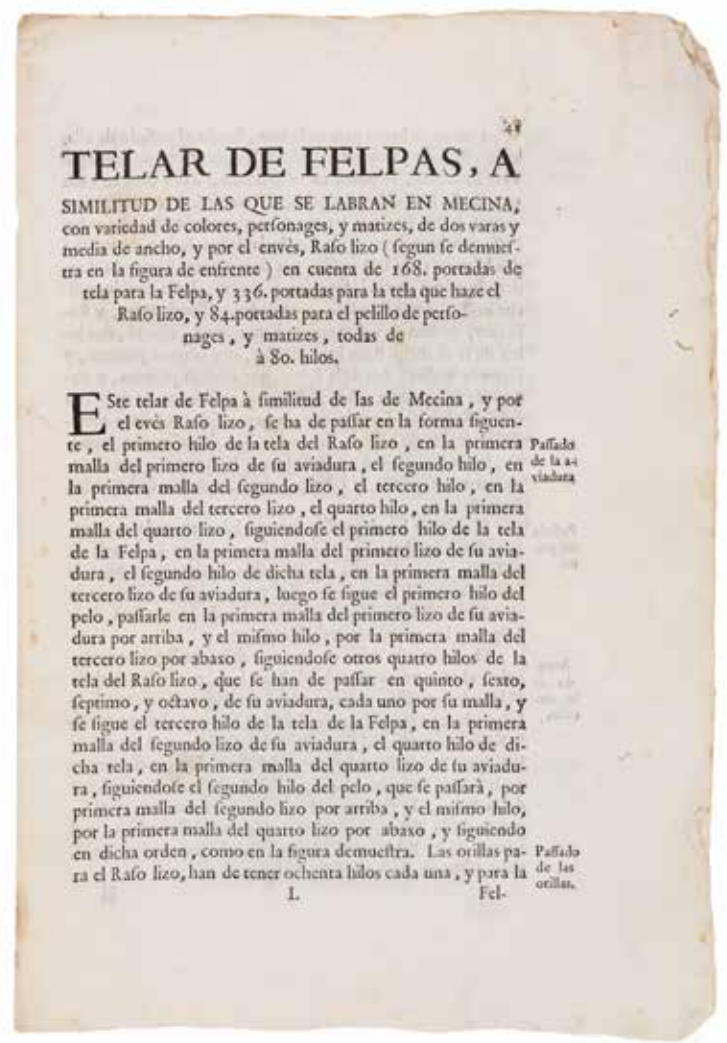 41
TELAR DE FELPAS, A
SIMILITUD DE LAS QUE SE LABRAN EN MECINA,
con variedad de colores, perſonages, y matizes, de dos varas y
media de ancho, y por el envès, Raſo lizo ( ſegun ſe demueſ-
tra en la figura de enfrente ) en cuenta de 168. portadas de
tela para la Felpa, y 336. portadas para la tela que haze el
Raſo lizo, y 84. portadas para el pelillo de perſo-
nages, y matizes, todas de
à 80. hilos.
ESte telar de Felpa à ſimilitud de las de Mecina, y por
el evés Raſo lizo, ſe ha de paſſar en la forma ſiguen-
te, el primero hilo de la tela del Raſo lizo, en la primera
malla del primero lizo de ſu aviadura, el ſegundo hilo, en
la primera malla del ſegundo lizo, el tercero hilo, en la
primera malla del tercero lizo, el quarto hilo, en la primera
malla del quarto lizo, ſiguiendoſe el primero hilo de la tela
de la Felpa, en la primera malla del primero lizo de ſu avia-
dura, el ſegundo hilo de dicha tela, en la primera malla del
tercero lizo de ſu aviadura, luego ſe ſigue el primero hilo del
pelo, paſſarle en la primera malla del primero lizo de ſu avia-
dura por arriba, y el miſmo hilo, por la primera malla del
tercero lizo por abaxo, ſiguiendoſe otros quatro hilos de la
tela del Raſo lizo, que ſe han de paſſar en quinto, ſexto,
ſeptimo, y octavo, de ſu aviadura, cada uno por ſu malla, y
ſe ſigue el tercero hilo de la tela de la Felpa, en la primera
malla del ſegundo lizo de ſu aviadura, el quarto hilo de di-
cha tela, en la primera malla del quarto lizo de ſu aviadu-
ra, ſiguiendoſe el ſegundo hilo del pelo, que ſe paſſarà, por
primera malla del ſegundo lizo por arriba, y el miſmo hilo,
por la primera malla del quarto lizo por abaxo, y ſiguiendo
en dicha orden, como en la figura demueſtra. Las orillas pa-
ra el Raſo lizo, han de tener ochenta hilos cada una, y para la
L Fel-
Paſſado
de la a-
viadura
Paſſado
de las
orillas.